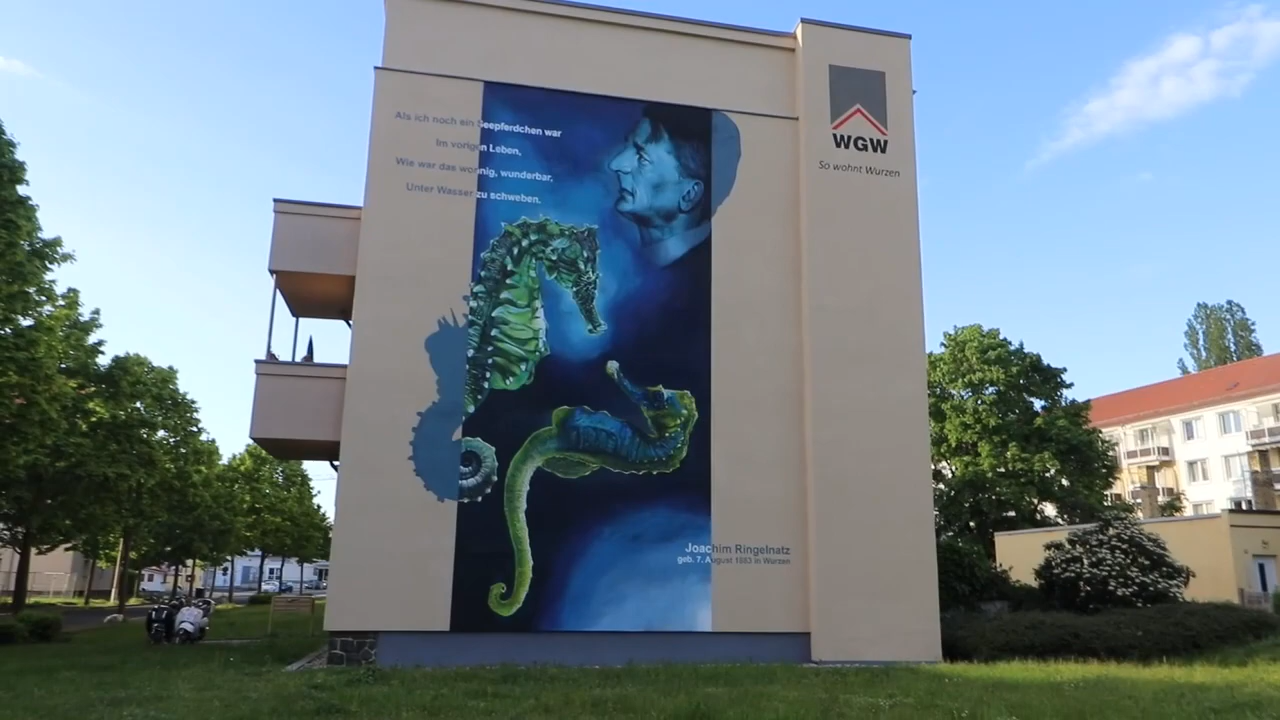 Als ich noch ein Seepferdchen war
Im vorigen Leben,
Wie war das wonnig, wunderbar,
Unter Wasser zu schweben.
WGW
So wohnt Wurzen
Joachim Ringelnatz
geb. 7. August 1883 in Wurzen